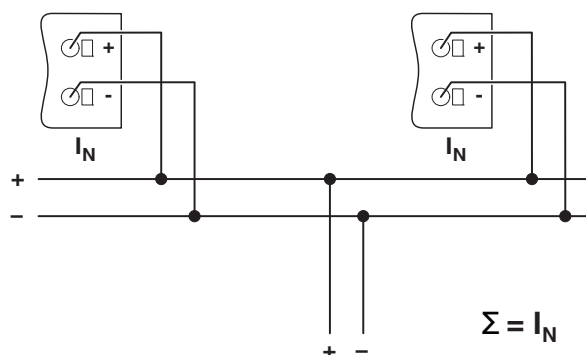 + +
- -
I_N I_N
+
–
Σ = I_N
+ –